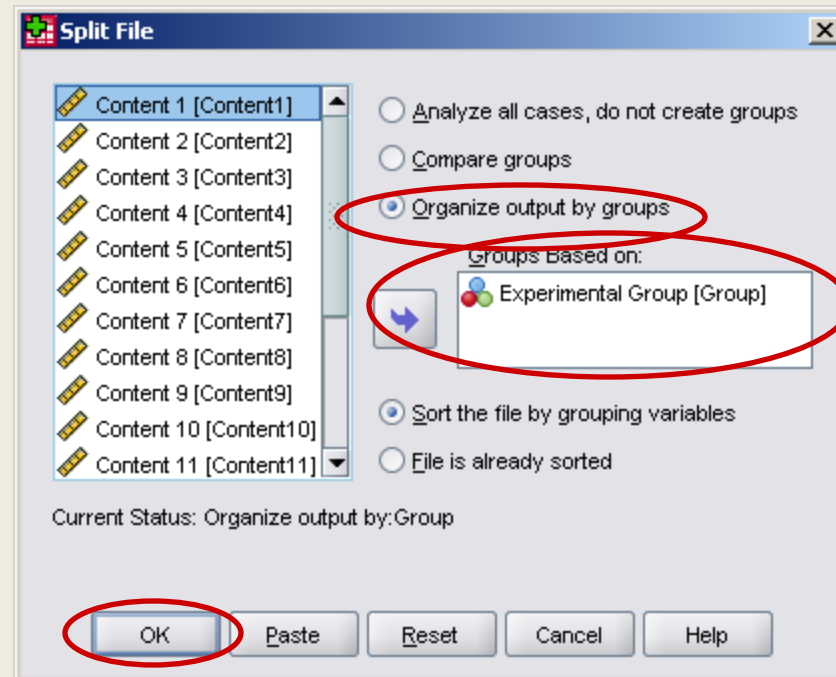 Split File
Content 1 [Content1]
Content 2 [Content2]
Content 3 [Content3]
Content 4 [Content4]
Content 5 [Content5]
Content 6 [Content6]
Content 7 [Content7]
Content 8 [Content8]
Content 9 [Content9]
Content 10 [Content10]
Content 11 [Content11]
Analyze all cases, do not create groups
Compare groups
Organize output by groups
Groups Based on:
Experimental Group [Group]
Sort the file by grouping variables
File is already sorted
Current Status: Organize output by:Group
OK
Paste
Reset
Cancel
Help